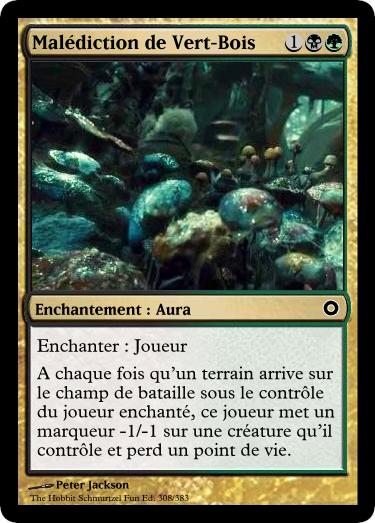 Malédiction de Vert-Bois 1
Enchantement : Aura
Enchanter : Joueur
A chaque fois qu'un terrain arrive sur
le champ de bataille sous le contrôle
du joueur enchanté, ce joueur met un
marqueur -1/-1 sur une créature qu'il
contrôle et perd un point de vie.
Peter Jackson
The Hobbit Schmurtzel Fun Ed. 308/383